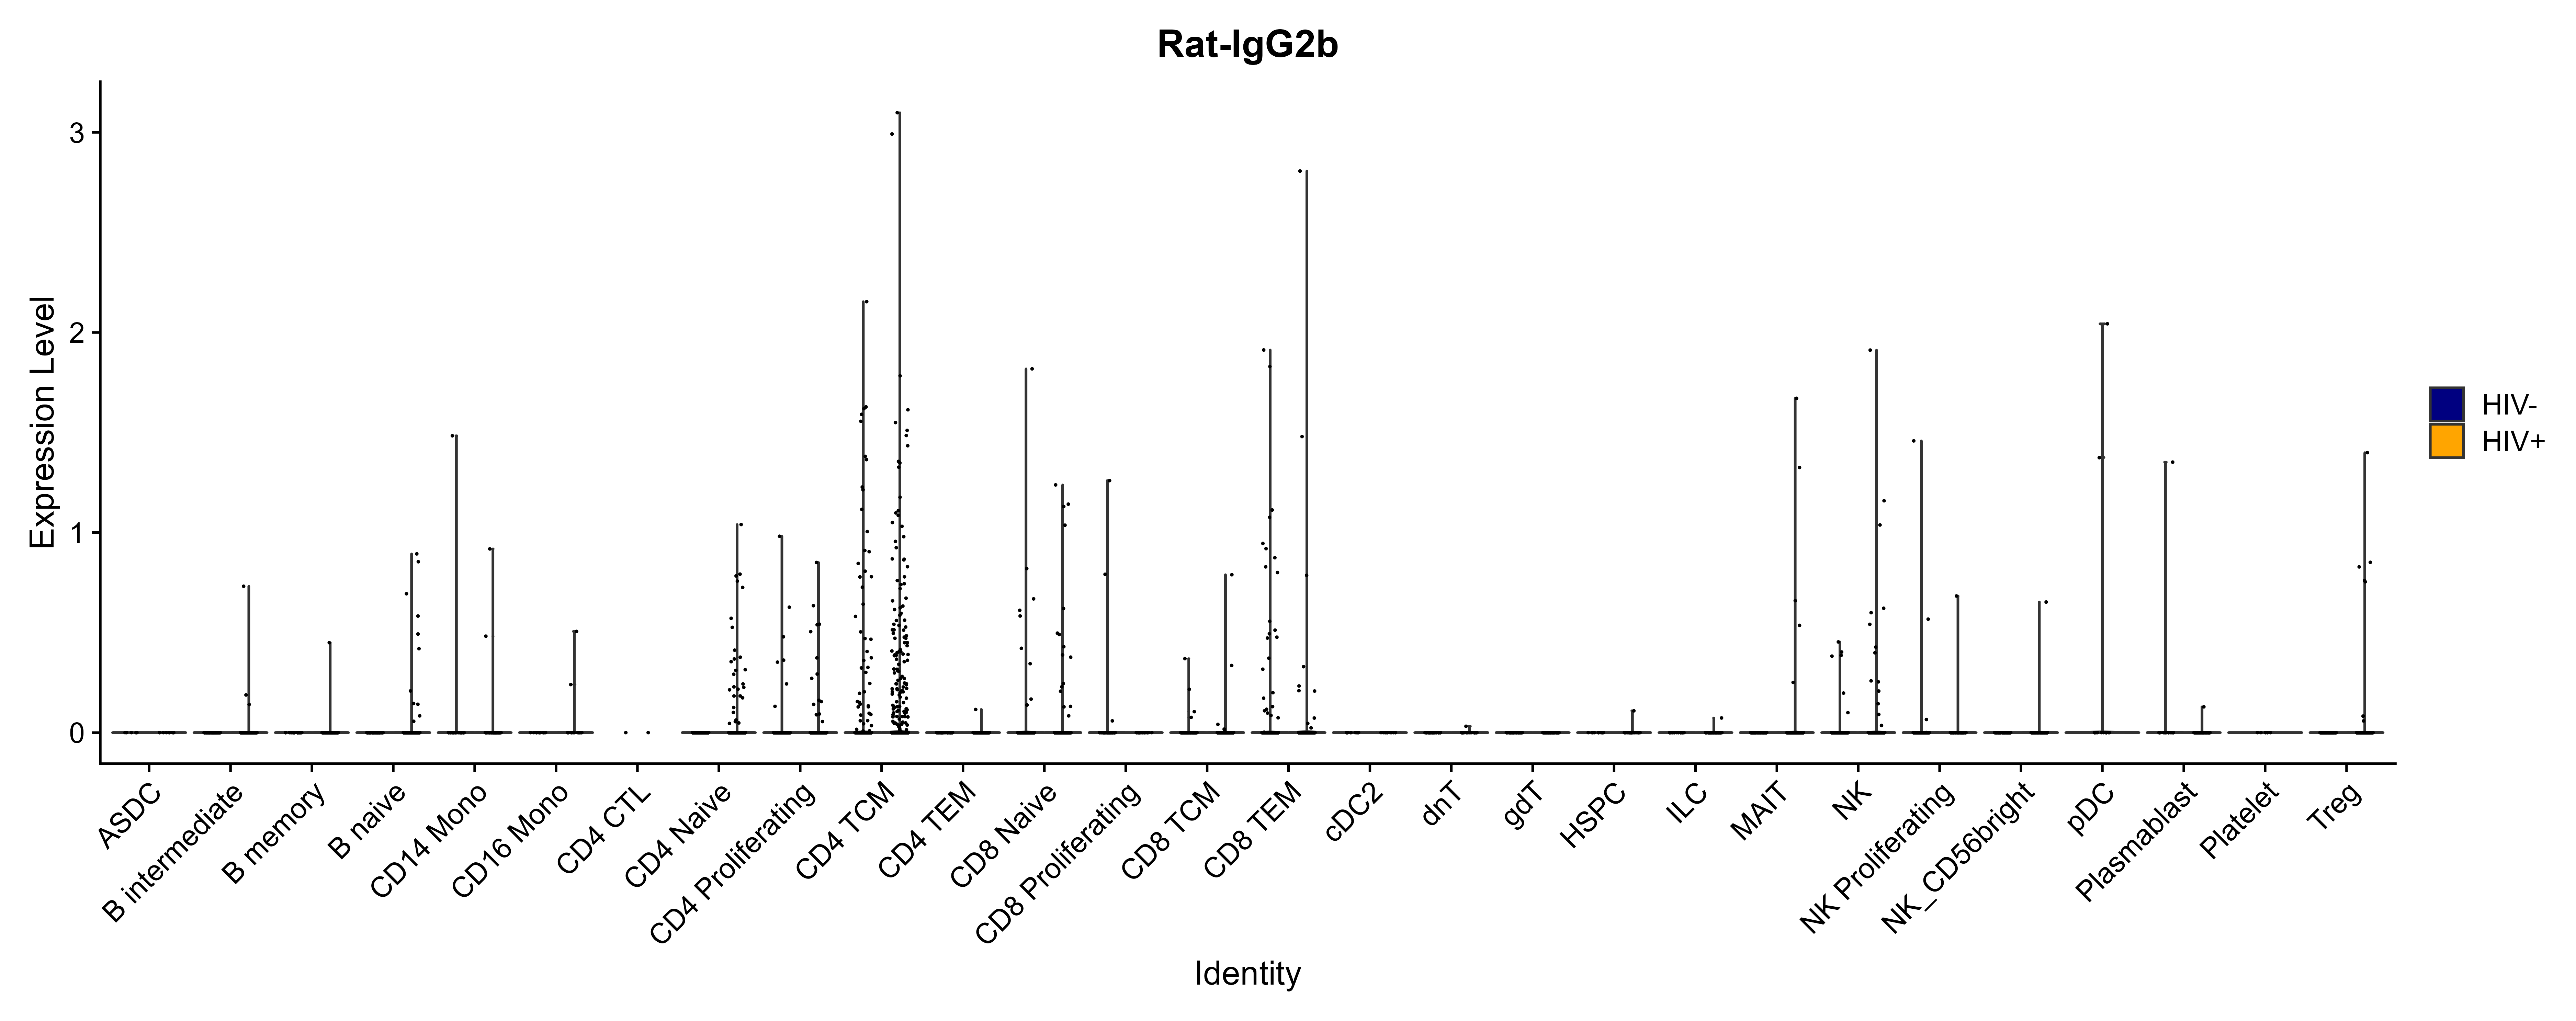 Rat-IgG2b
Expression Level
3
2
1
0
ASDC
B intermediate
B memory
B naive
CD14 Mono
CD16 Mono
CD4 CTL
CD4 Naive
CD4 Proliferating
CD4 TCM
CD4 TEM
CD8 Naive
CD8 Proliferating
CD8 TCM
CD8 TEM
cDC2
dnT
gdT
HSPC
ILC
MAIT
NK
NK Proliferating
NK_CD56bright
pDC
Plasmablast
Platelet
Treg
Identity
HIV-
HIV+